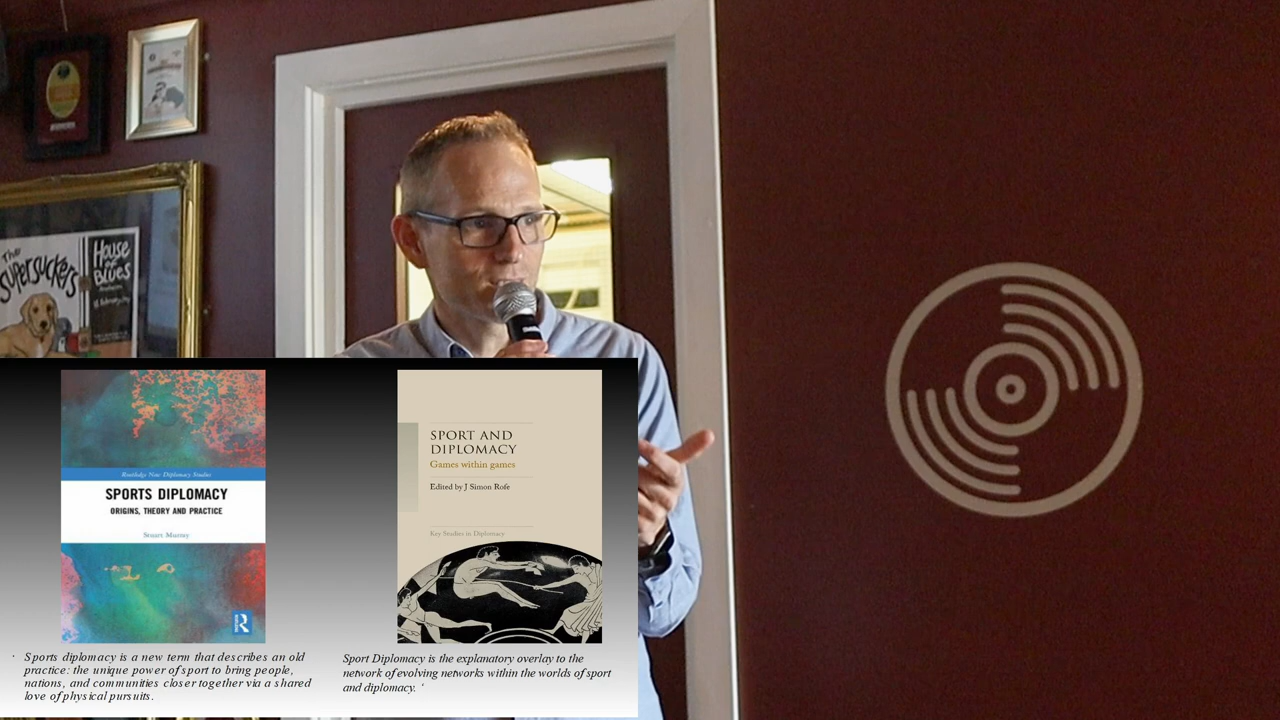 The
SUPERSUCKERS
House
of
BLUES
Routledge New Diplomacy Studies
SPORTS DIPLOMACY
ORIGINS, THEORY AND PRACTICE
Stuart Murray
R
SPORT AND
DIPLOMACY
Games within games
Edited by J Simon Rofe
Key Studies in Diplomacy
Sports diplomacy is a new term that describes an old
practice: the unique power of sport to bring people,
nations, and communities closer together via a shared
love of physical pursuits.
Sport Diplomacy is the explanatory overlay to the
network of evolving networks within the worlds of sport
and diplomacy. '